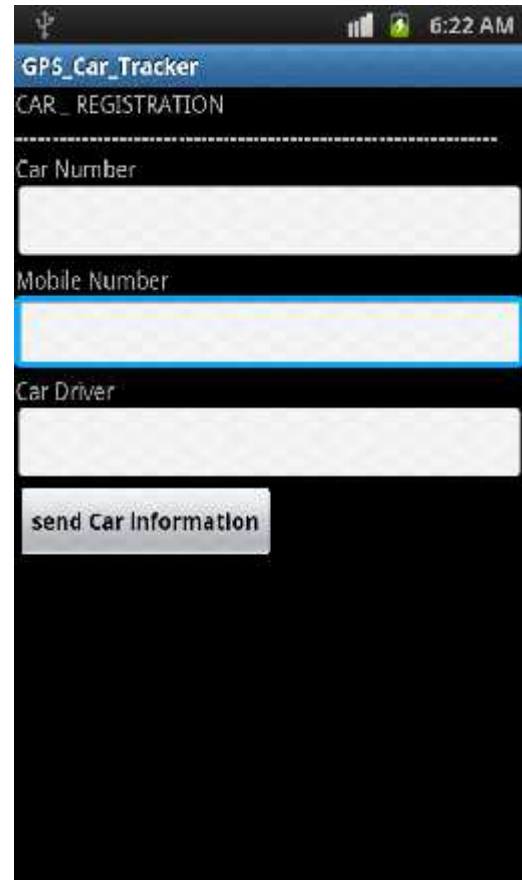 6:22 AM
GPS_Car_Tracker
CAR_ REGISTRATION
----------------------------------------------------------------
Car Number
Mobile Number
Car Driver
send Car Information